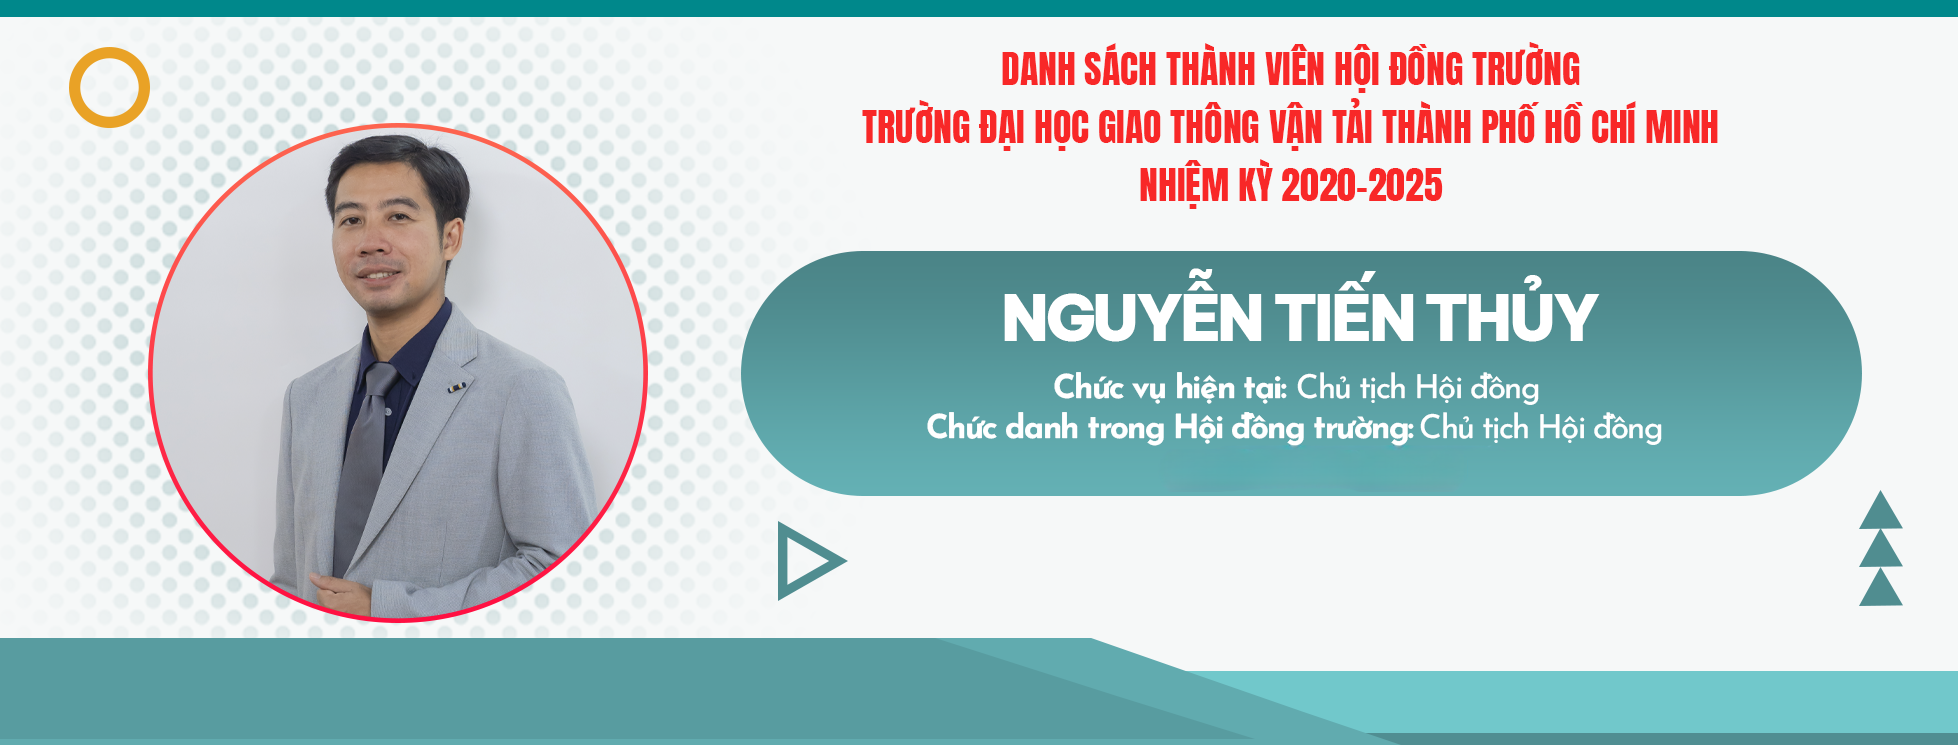 DANH SÁCH THÀNH VIÊN HỘI ĐỒNG TRƯỜNG
TRƯỜNG ĐẠI HỌC GIAO THÔNG VẬN TẢI THÀNH PHỐ HỒ CHÍ MINH
NHIỆM KỲ 2020-2025
NGUYỄN TIẾN THỦY
Chức vụ hiện tại: Chủ tịch Hội đồng
Chức danh trong Hội đồng trường: Chủ tịch Hội đồng